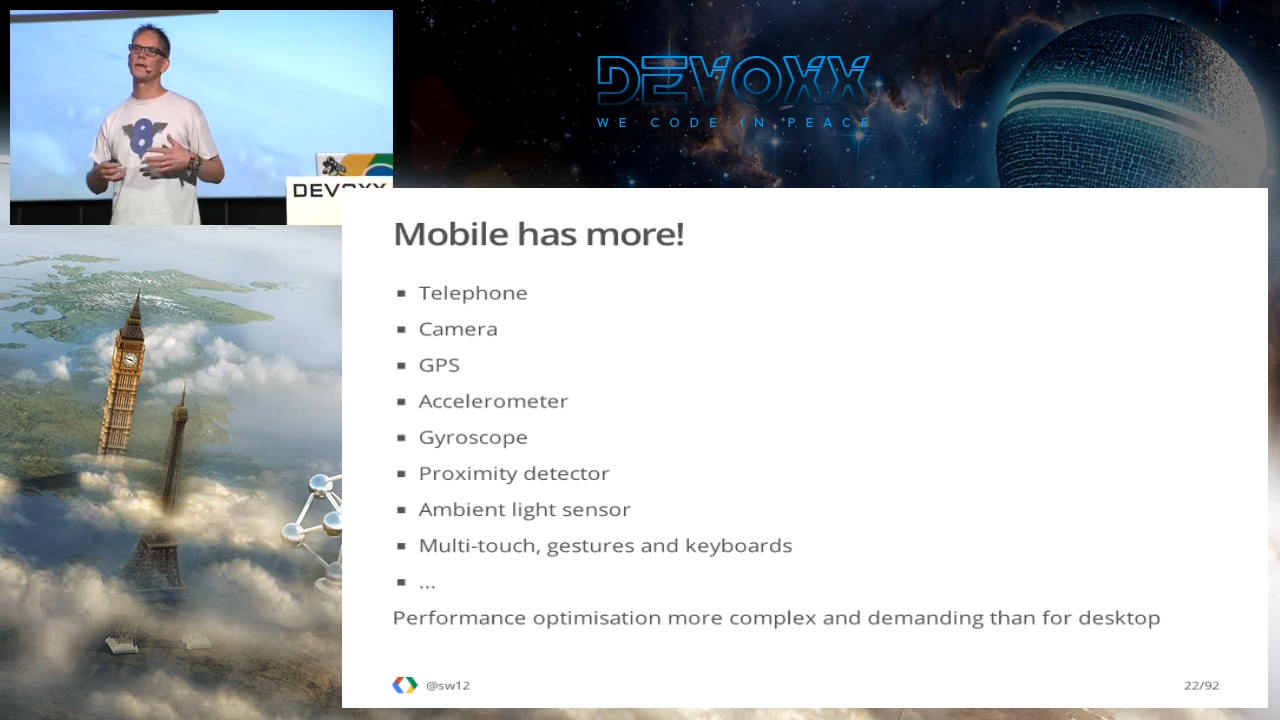 DEVOXX
WE CODE IN PEACE
8
DEVOXX
Mobile has more!
Telephone
Camera
GPS
Accelerometer
Gyroscope
Proximity detector
Ambient light sensor
Multi-touch, gestures and keyboards
...
Performance optimisation more complex and demanding than for desktop
@sw12
22/92